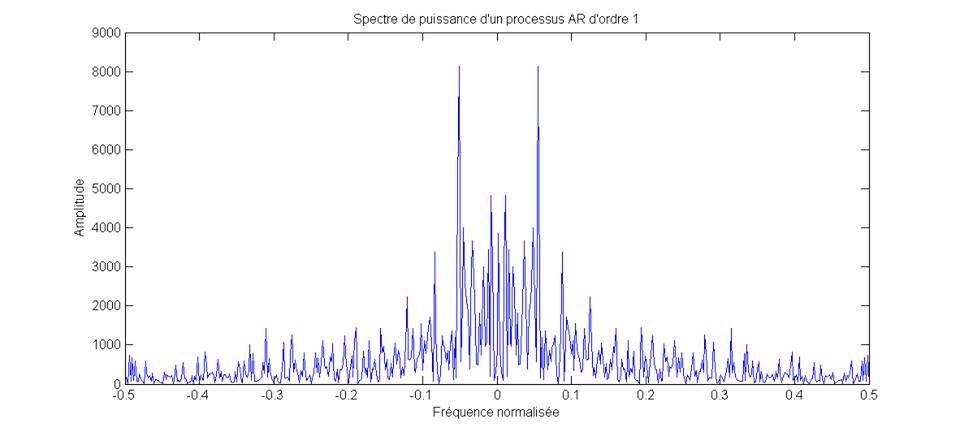 Spectre de puissance d'un processus AR d'ordre 1
9000
8000
7000
6000
5000
4000
3000
2000
1000
0
Amplitude
-0.5 -0.4 -0.3 -0.2 -0.1 0 0.1 0.2 0.3 0.4 0.5
Fréquence normalisée